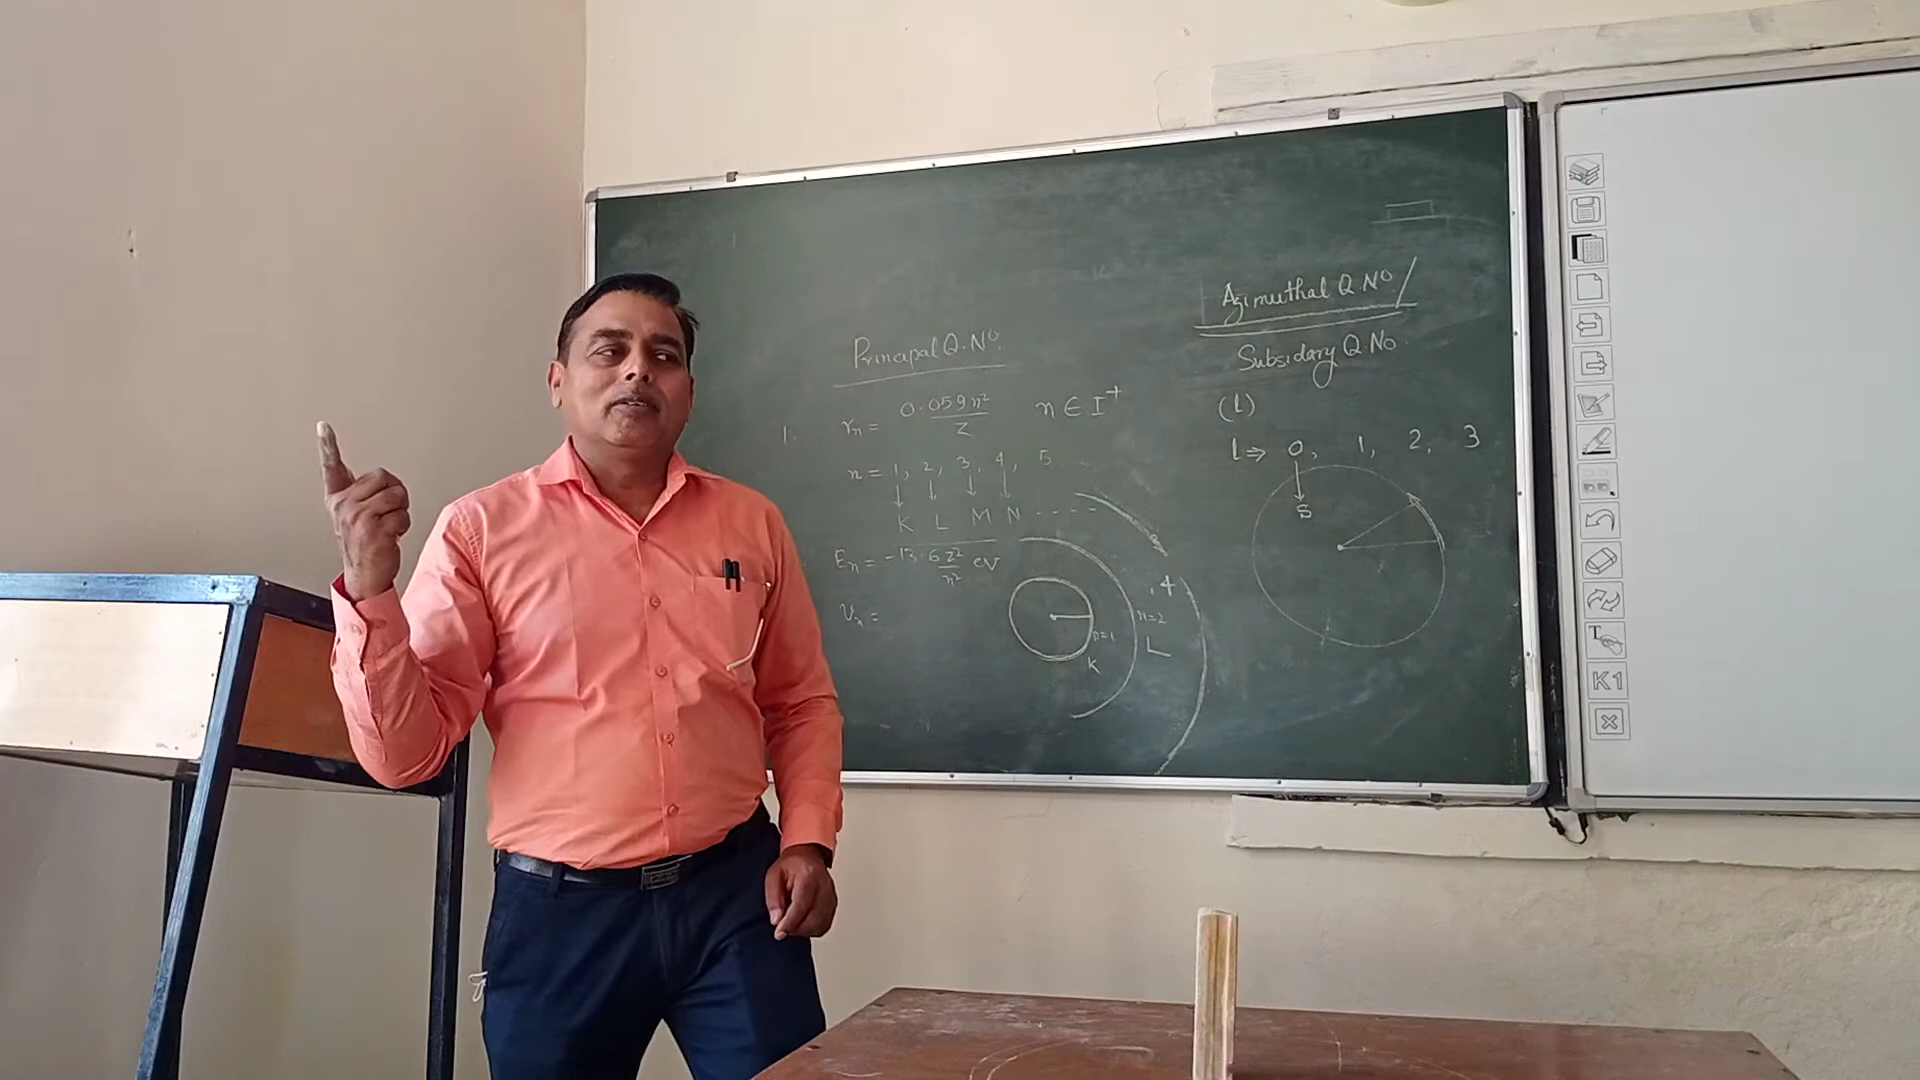 Principal Q.No.
1. rn = 0.059 n²/Z n ∈ I⁺
n = 1, 2, 3, 4, 5
K L M N - - - -
En = -13.6 Z²/n² eV
Vn =
n=1
K
n=2
L
, 4
Azimuthal Q.No/
Subsidary Q.No.
(l)
l ⇒ 0, 1, 2, 3
S
T
K1